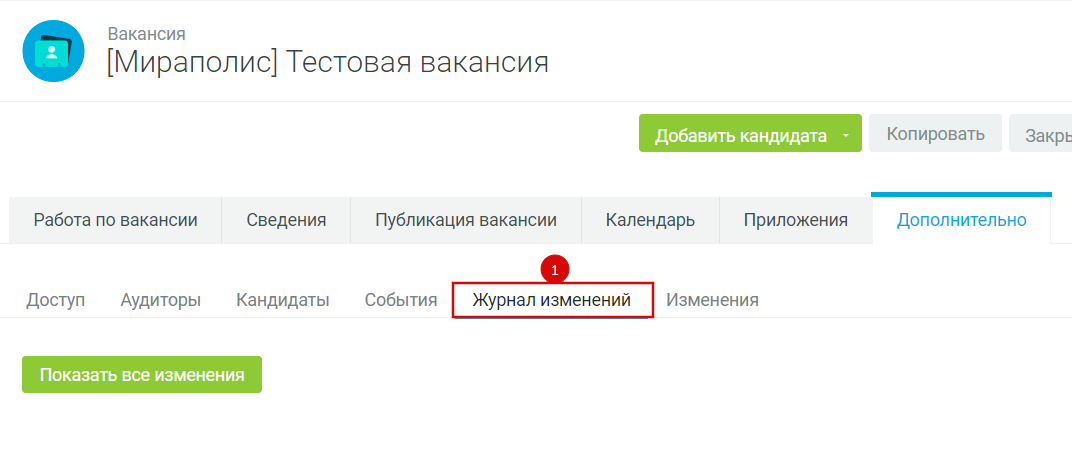 Вакансия
[Мираполис] Тестовая вакансия
Добавить кандидата Копировать Закры
Работа по вакансии Сведения Публикация вакансии Календарь Приложения Дополнительно
1
Доступ Аудиторы Кандидаты События Журнал изменений Изменения
Показать все изменения